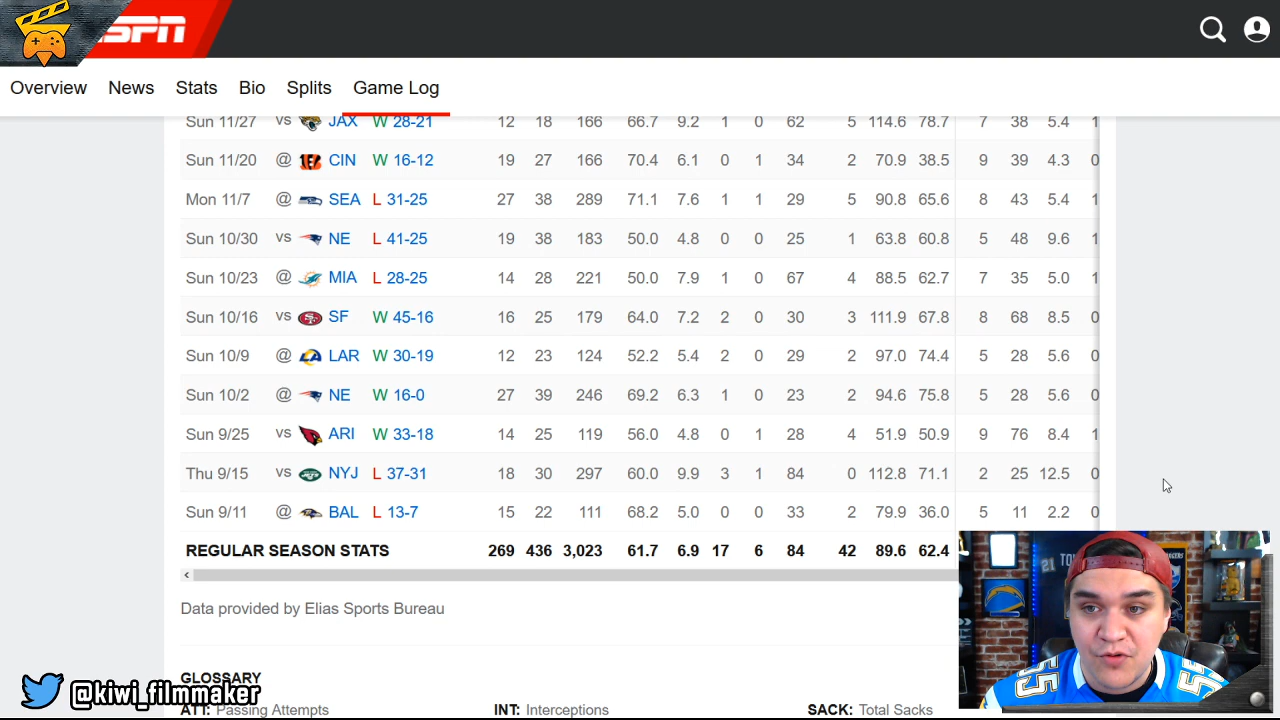 ESPN
Overview News Stats Bio Splits Game Log
Sun 11/27 vs JAX W 28-21 12 18 166 66.7 9.2 1 0 62 5 114.6 78.7 7 38 5.4 1
Sun 11/20 @ CIN W 16-12 19 27 166 70.4 6.1 0 1 34 2 70.9 38.5 9 39 4.3 0
Mon 11/7 @ SEA L 31-25 27 38 289 71.1 7.6 1 1 29 5 90.8 65.6 8 43 5.4 1
Sun 10/30 vs NE L 41-25 19 38 183 50.0 4.8 0 0 25 1 63.8 60.8 5 48 9.6 1
Sun 10/23 @ MIA L 28-25 14 28 221 50.0 7.9 1 0 67 4 88.5 62.7 7 35 5.0 1
Sun 10/16 vs SF W 45-16 16 25 179 64.0 7.2 2 0 30 3 111.9 67.8 8 68 8.5 0
Sun 10/9 @ LAR W 30-19 12 23 124 52.2 5.4 2 0 29 2 97.0 74.4 5 28 5.6 0
Sun 10/2 @ NE W 16-0 27 39 246 69.2 6.3 1 0 23 2 94.6 75.8 5 28 5.6 0
Sun 9/25 vs ARI W 33-18 14 25 119 56.0 4.8 0 1 28 4 51.9 50.9 9 76 8.4 1
Thu 9/15 vs NYJ L 37-31 18 30 297 60.0 9.9 3 1 84 0 112.8 71.1 2 25 12.5 0
Sun 9/11 @ BAL L 13-7 15 22 111 68.2 5.0 0 0 33 2 79.9 36.0 5 11 2.2 0
REGULAR SEASON STATS 269 436 3,023 61.7 6.9 17 6 84 42 89.6 62.4
Data provided by Elias Sports Bureau
GLOSSARY
@kiwi_filmmaker
ATT: Passing Attempts INT: Interceptions SACK: Total Sacks
21
55
55